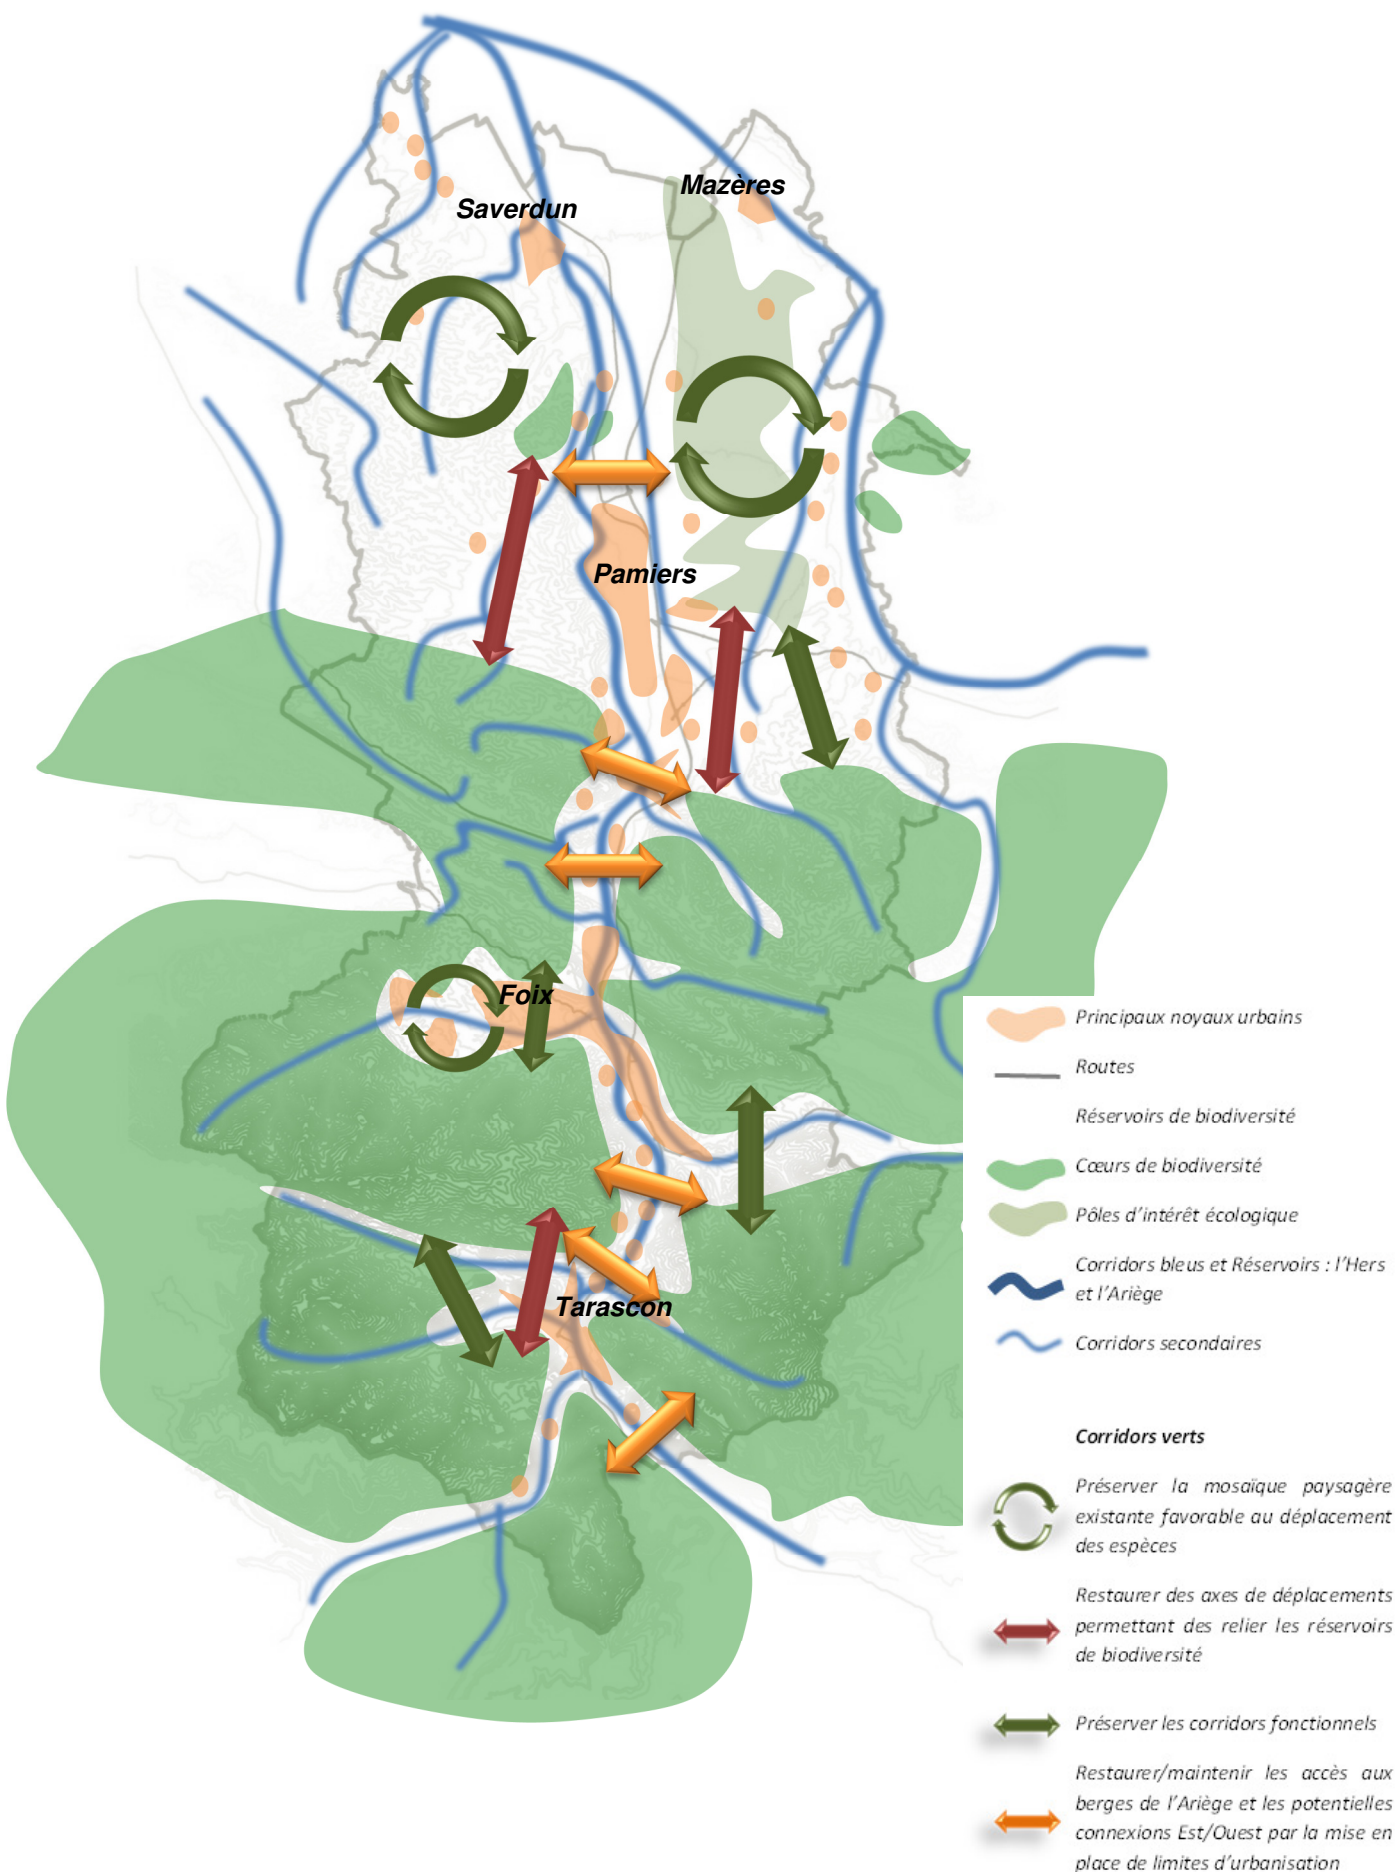 Mazères
Saverdun
Pamiers
Foix
Tarascon
Principaux noyaux urbains
Routes
Réservoirs de biodiversité
Cœurs de biodiversité
Pôles d'intérêt écologique
Corridors bleus et Réservoirs : l'Hers
et l'Ariège
Corridors secondaires
Corridors verts
Préserver la mosaïque paysagère
existante favorable au déplacement
des espèces
Restaurer des axes de déplacements
permettant des relier les réservoirs
de biodiversité
Préserver les corridors fonctionnels
Restaurer/maintenir les accès aux
berges de l'Ariège et les potentielles
connexions Est/Ouest par la mise en
place de limites d'urbanisation